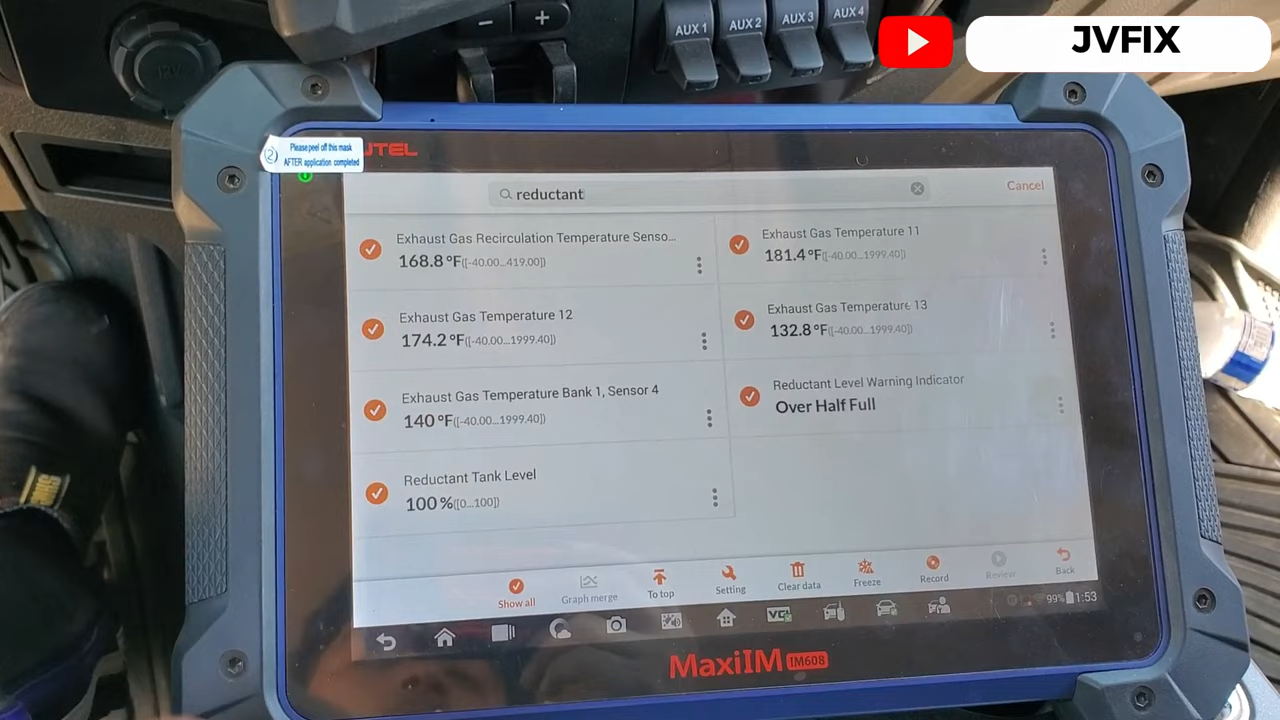 AUX 1
AUX 2
AUX 3
AUX 4
JVFIX
Please peel off this mask
AFTER application completed
2
UTEL
reductant
Cancel
Exhaust Gas Recirculation Temperature Senso...
168.8 °F([-40.00...419.00])
Exhaust Gas Temperature 11
181.4 °F([-40.00...1999.40])
Exhaust Gas Temperature 12
174.2 °F([-40.00...1999.40])
Exhaust Gas Temperature 13
132.8 °F([-40.00...1999.40])
Exhaust Gas Temperature Bank 1, Sensor 4
140 °F([-40.00...1999.40])
Reductant Level Warning Indicator
Over Half Full
Reductant Tank Level
100 %([0...100])
Show all
Graph merge
To top
Setting
Clear data
Freeze
Record
Review
Back
99% 1:53
MaxiIM IM608